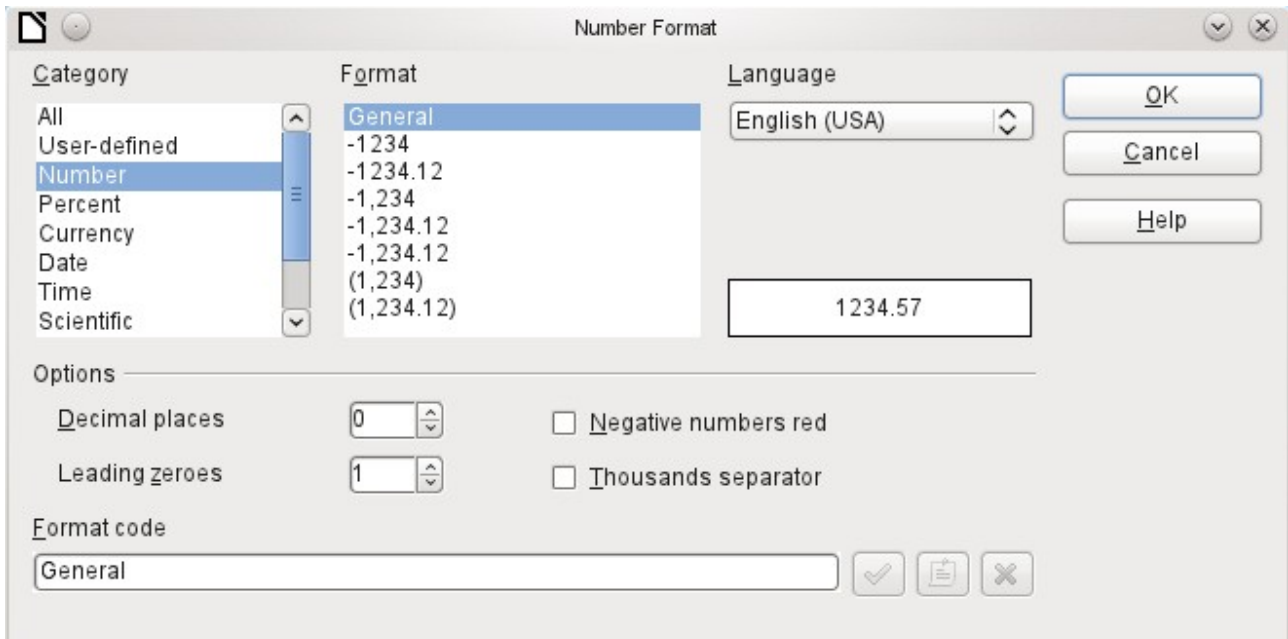 Number Format
Category
All
User-defined
Number
Percent
Currency
Date
Time
Scientific
Format
General
-1234
-1234.12
-1,234
-1,234.12
-1,234.12
(1,234)
(1,234.12)
Language
English (USA)
1234.57
OK
Cancel
Help
Options
Decimal places 0
Leading zeroes 1
Negative numbers red
Thousands separator
Format code
General